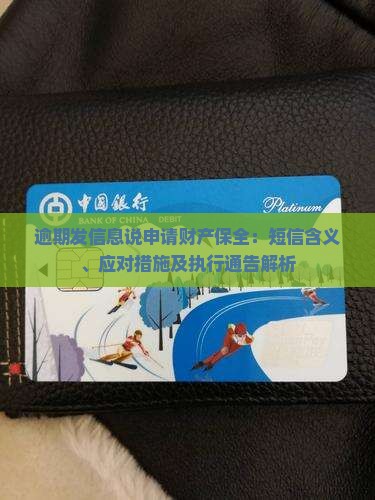 中国银行
Platinum
BANK OF CHINA DEBIT
逾期发信息说申请财产保全：短信含义
、应对措施及执行通告解析